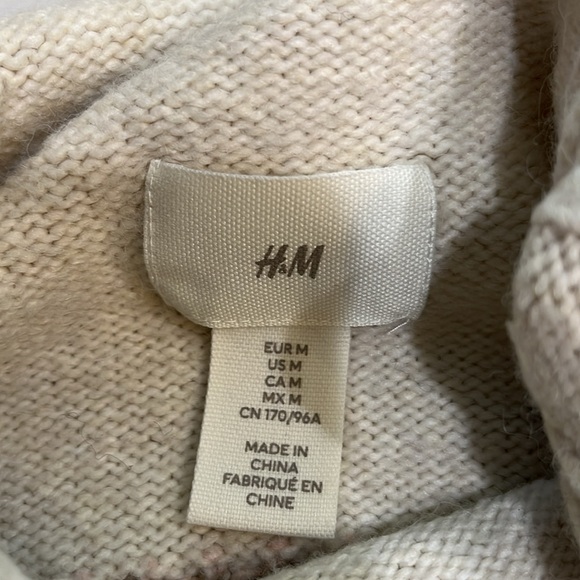 H&M
EUR M
US M
CA M
MX M
CN 170/96A
MADE IN
CHINA
FABRIQUÉ EN
CHINE